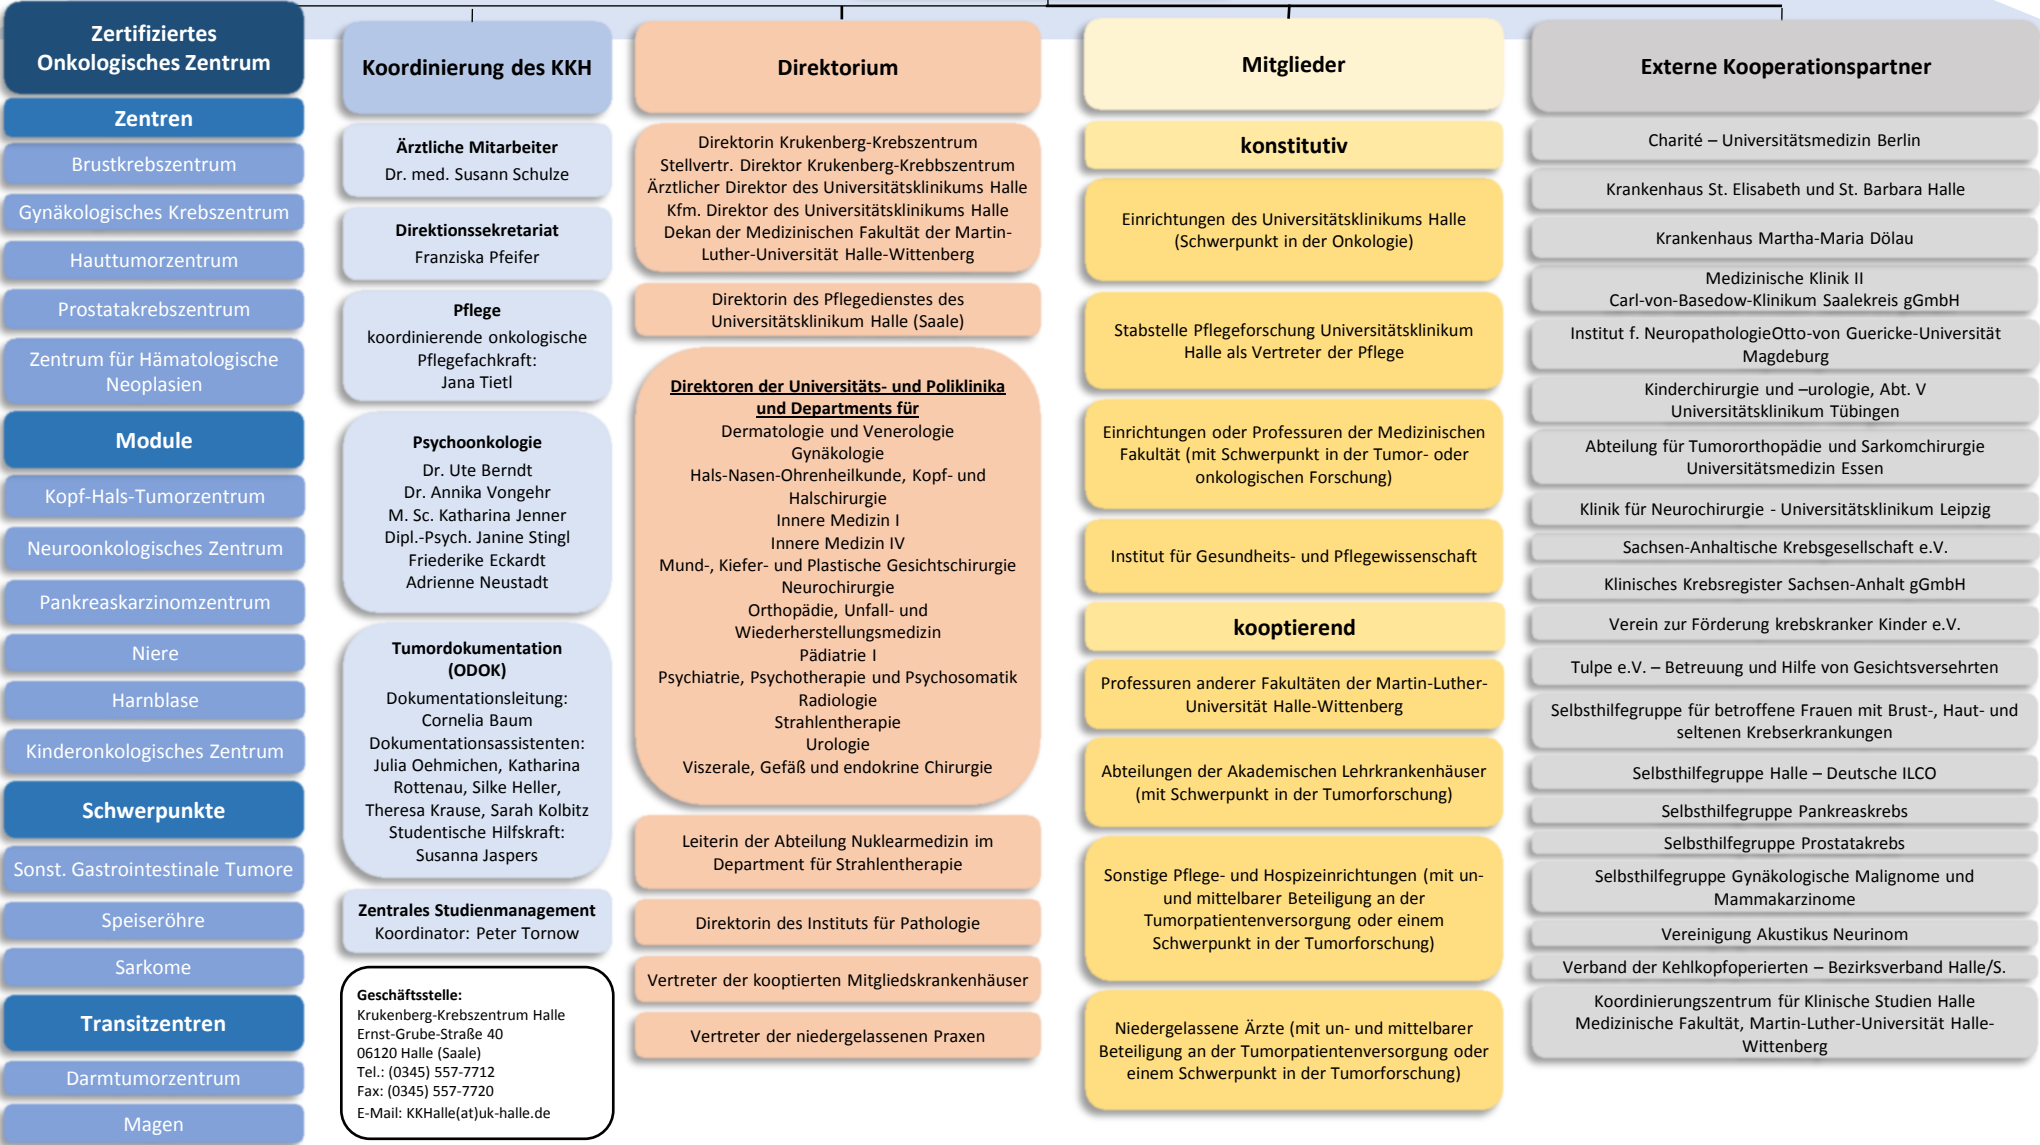 Zertifiziertes
Onkologisches Zentrum
Zentren
Brustkrebszentrum
Gynäkologisches Krebszentrum
Hauttumorzentrum
Prostatakrebszentrum
Zentrum für Hämatologische
Neoplasien
Module
Kopf-Hals-Tumorzentrum
Neuroonkologisches Zentrum
Pankreaskarzinomzentrum
Niere
Harnblase
Kinderonkologisches Zentrum
Schwerpunkte
Sonst. Gastrointestinale Tumore
Speiseröhre
Sarkome
Transitzentren
Darmtumorzentrum
Magen
Koordinierung des KKH
Ärztliche Mitarbeiter
Dr. med. Susann Schulze
Direktionssekretariat
Franziska Pfeifer
Pflege
koordinierende onkologische
Pflegefachkraft:
Jana Tietl
Psychoonkologie
Dr. Ute Berndt
Dr. Annika Vongehr
M. Sc. Katharina Jenner
Dipl.-Psych. Janine Stingl
Friederike Eckardt
Adrienne Neustadt
Tumordokumentation
(ODOK)
Dokumentationsleitung:
Cornelia Baum
Dokumentationsassistenten:
Julia Oehmichen, Katharina
Rottenau, Silke Heller,
Theresa Krause, Sarah Kolbitz
Studentische Hilfskraft:
Susanna Jaspers
Zentrales Studienmanagement
Koordinator: Peter Tornow
Geschäftsstelle:
Krukenberg-Krebszentrum Halle
Ernst-Grube-Straße 40
06120 Halle (Saale)
Tel.: (0345) 557-7712
Fax: (0345) 557-7720
E-Mail: KKHalle(at)uk-halle.de
Direktorium
Direktorin Krukenberg-Krebszentrum
Stellvertr. Direktor Krukenberg-Krebbszentrum
Ärztlicher Direktor des Universitätsklinikums Halle
Kfm. Direktor des Universitätsklinikums Halle
Dekan der Medizinischen Fakultät der Martin-
Luther-Universität Halle-Wittenberg
Direktorin des Pflegedienstes des
Universitätsklinikum Halle (Saale)
Direktoren der Universitäts- und Poliklinika
und Departments für
Dermatologie und Venerologie
Gynäkologie
Hals-Nasen-Ohrenheilkunde, Kopf- und
Halschirurgie
Innere Medizin I
Innere Medizin IV
Mund-, Kiefer- und Plastische Gesichtschirurgie
Neurochirurgie
Orthopädie, Unfall- und
Wiederherstellungsmedizin
Pädiatrie I
Psychiatrie, Psychotherapie und Psychosomatik
Radiologie
Strahlentherapie
Urologie
Viszerale, Gefäß und endokrine Chirurgie
Leiterin der Abteilung Nuklearmedizin im
Department für Strahlentherapie
Direktorin des Instituts für Pathologie
Vertreter der kooptierten Mitgliedskrankenhäuser
Vertreter der niedergelassenen Praxen
Mitglieder
konstitutiv
Einrichtungen des Universitätsklinikums Halle
(Schwerpunkt in der Onkologie)
Stabstelle Pflegeforschung Universitätsklinikum
Halle als Vertreter der Pflege
Einrichtungen oder Professuren der Medizinischen
Fakultät (mit Schwerpunkt in der Tumor- oder
onkologischen Forschung)
Institut für Gesundheits- und Pflegewissenschaft
kooptierend
Professuren anderer Fakultäten der Martin-Luther-
Universität Halle-Wittenberg
Abteilungen der Akademischen Lehrkrankenhäuser
(mit Schwerpunkt in der Tumorforschung)
Sonstige Pflege- und Hospizeinrichtungen (mit un-
und mittelbarer Beteiligung an der
Tumorpatientenversorgung oder einem
Schwerpunkt in der Tumorforschung)
Niedergelassene Ärzte (mit un- und mittelbarer
Beteiligung an der Tumorpatientenversorgung oder
einem Schwerpunkt in der Tumorforschung)
Externe Kooperationspartner
Charité – Universitätsmedizin Berlin
Krankenhaus St. Elisabeth und St. Barbara Halle
Krankenhaus Martha-Maria Dölau
Medizinische Klinik II
Carl-von-Basedow-Klinikum Saalekreis gGmbH
Institut f. NeuropathologieOtto-von Guericke-Universität
Magdeburg
Kinderchirurgie und –urologie, Abt. V
Universitätsklinikum Tübingen
Abteilung für Tumororthopädie und Sarkomchirurgie
Universitätsmedizin Essen
Klinik für Neurochirurgie - Universitätsklinikum Leipzig
Sachsen-Anhaltische Krebsgesellschaft e.V.
Klinisches Krebsregister Sachsen-Anhalt gGmbH
Verein zur Förderung krebskranker Kinder e.V.
Tulpe e.V. – Betreuung und Hilfe von Gesichtsversehrten
Selbsthilfegruppe für betroffene Frauen mit Brust-, Haut- und
seltenen Krebserkrankungen
Selbsthilfegruppe Halle – Deutsche ILCO
Selbsthilfegruppe Pankreaskrebs
Selbsthilfegruppe Prostatakrebs
Selbsthilfegruppe Gynäkologische Malignome und
Mammakarzinome
Vereinigung Akustikus Neurinom
Verband der Kehlkopfoperierten – Bezirksverband Halle/S.
Koordinierungszentrum für Klinische Studien Halle
Medizinische Fakultät, Martin-Luther-Universität Halle-
Wittenberg